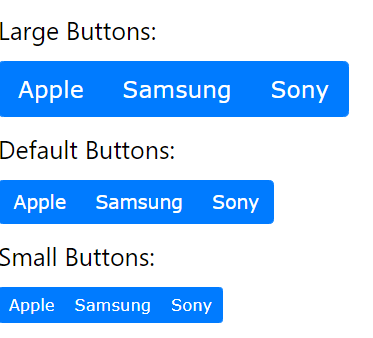 Large Buttons:
Apple Samsung Sony
Default Buttons:
Apple Samsung Sony
Small Buttons:
Apple Samsung Sony